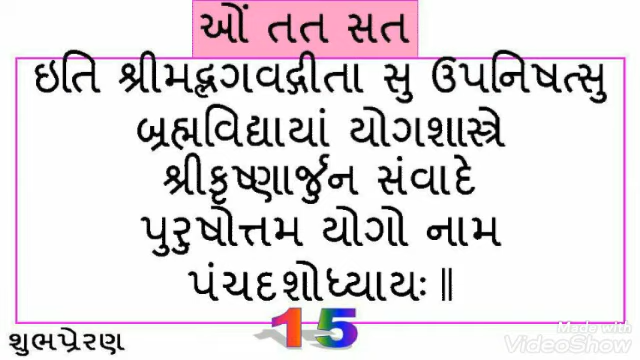 ઓં તત સત
ઇતિ શ્રીમદ્ભગવદ્ગીતા સુ ઉપનિષત્સુ
બ્રહ્મવિદ્યાયાં યોગશાસ્ત્રે
શ્રીકૃષ્ણાર્જુન સંવાદે
પુરુષોત્તમ યોગો નામ
પંચદશોધ્યાયઃ॥
15
શુભપ્રેરણ
Made with
VideoShow